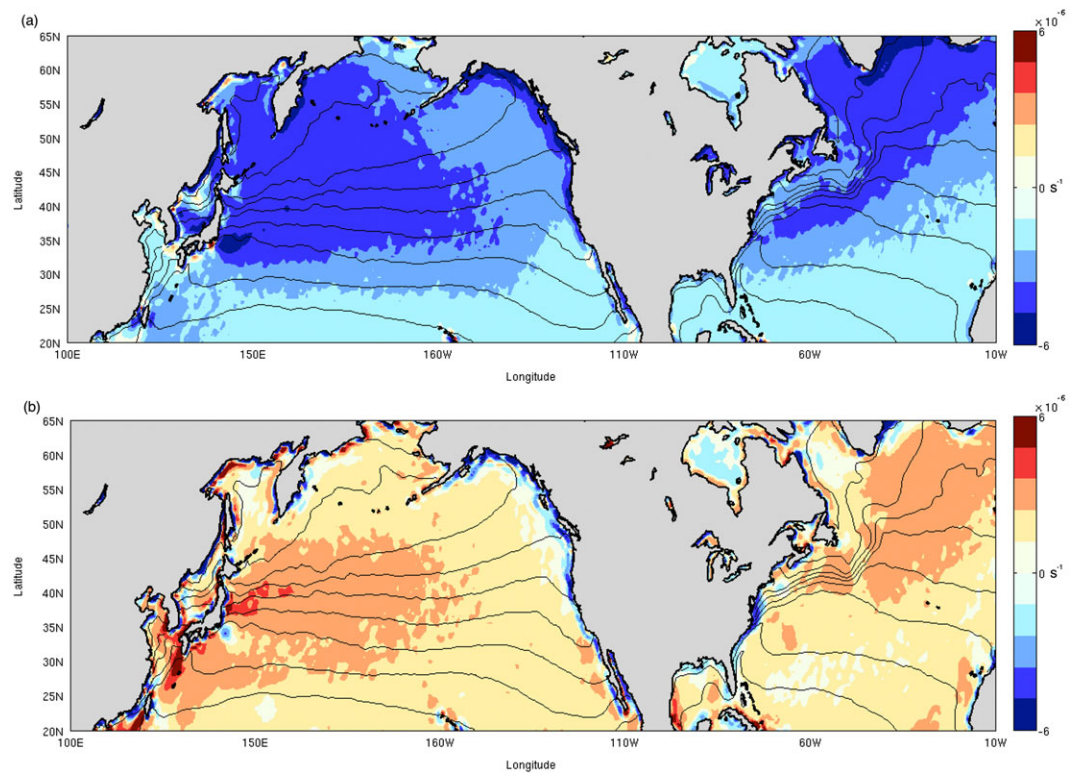 (a)
× 10⁻⁶
6
65N
60N
55N
50N
45N
40N
35N
30N
25N
20N
Latitude
0 s⁻¹
-6
100E 150E 160W 110W 60W 10W
Longitude
(b)
× 10⁻⁶
6
65N
60N
55N
50N
45N
40N
35N
30N
25N
20N
Latitude
0 s⁻¹
-6
100E 150E 160W 110W 60W 10W
Longitude